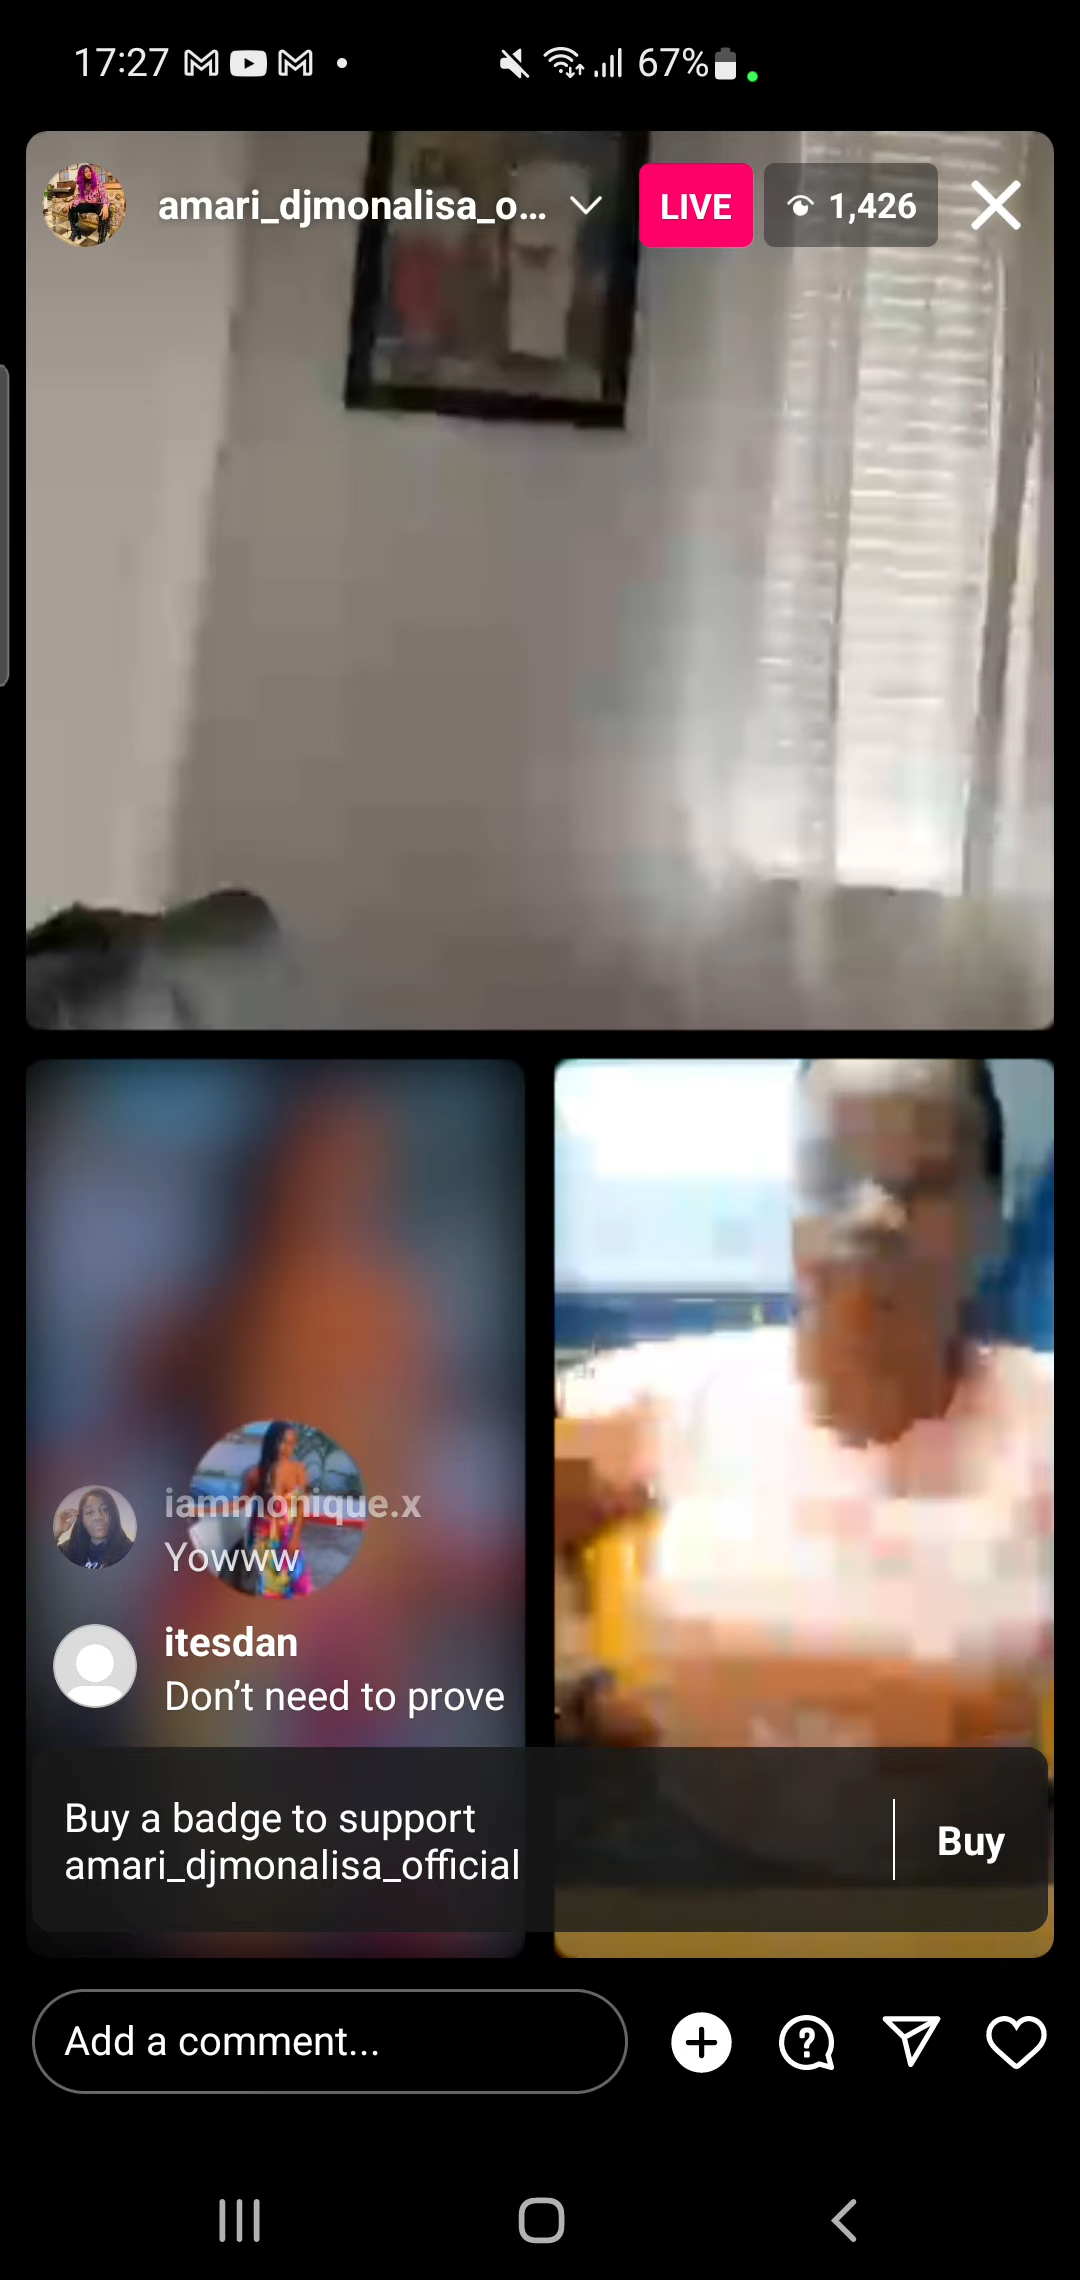 17:27
67%
amari_djmonalisa_o...
LIVE
1,426
iammonique.x
Yowww
itesdan
Don’t need to prove
Buy a badge to support
amari_djmonalisa_official
Buy
Add a comment...